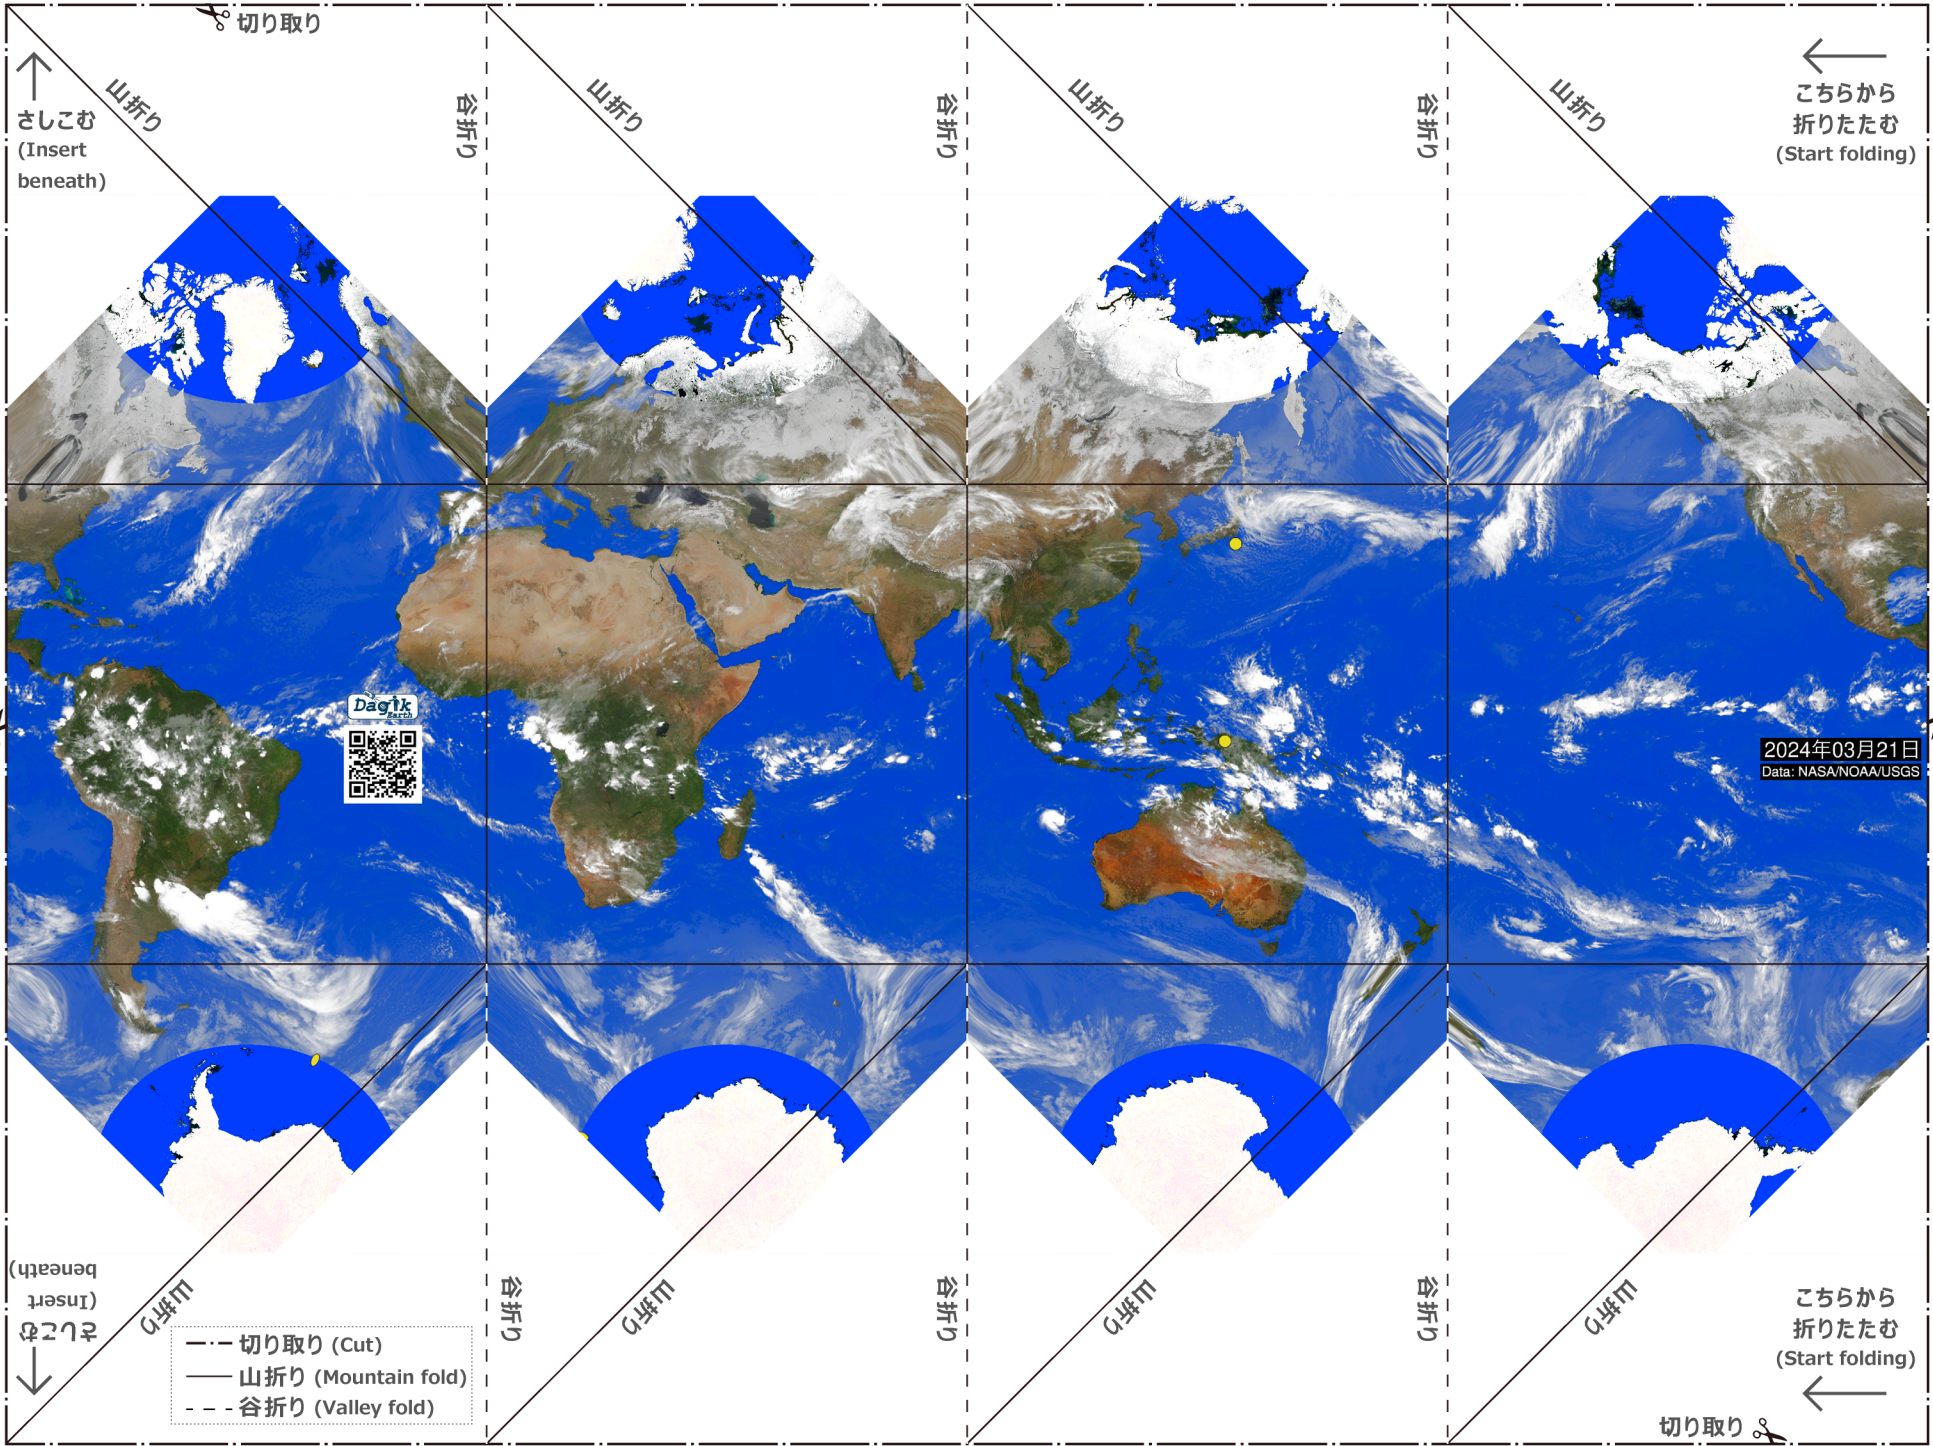 切り取り
山折り
谷折り
山折り
谷折り
山折り
谷折り
山折り
さしこむ
(Insert
beneath)
こちらから
折りたたむ
(Start folding)
Dagik
Earth
2024年03月21日
Data: NASA/NOAA/USGS
さしこむ
(Insert
beneath)
山折り
谷折り
山折り
谷折り
山折り
谷折り
山折り
こちらから
折りたたむ
(Start folding)
切り取り (Cut)
山折り (Mountain fold)
谷折り (Valley fold)
切り取り